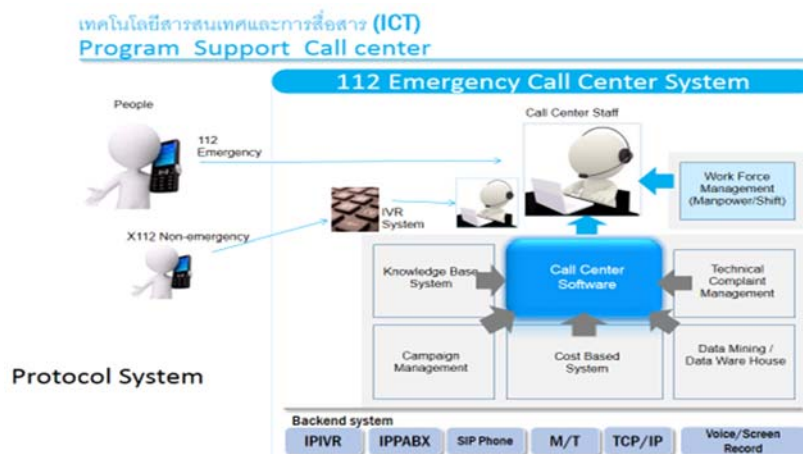 เทคโนโลยีสารสนเทศและการสื่อสาร (ICT)
Program Support Call center
112 Emergency Call Center System
People
112
Emergency
Call Center Staff
Work Force
Management
(Manpower/Shift)
IVR
System
X112 Non-emergency
Knowledge Base
System
Call Center
Software
Technical
Complaint
Management
Campaign
Management
Cost Based
System
Data Mining /
Data Ware House
Protocol System
Backend system
IPIVR
IPPABX
SIP Phone
M/T
TCP/IP
Voice/Screen
Record